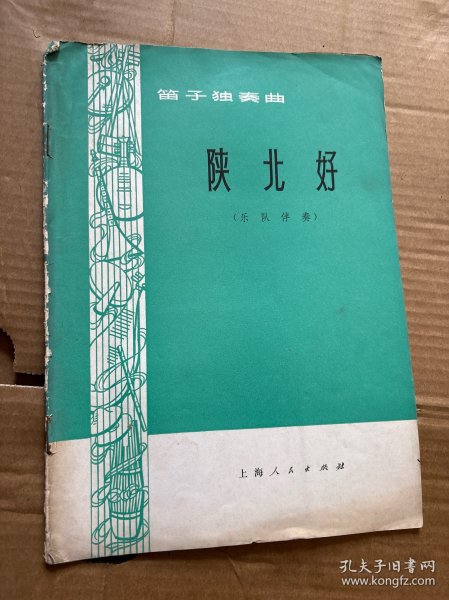 笛子独奏曲
陕北好
（乐队伴奏）
上海人民出版社
孔夫子旧书网
www.kongfz.com